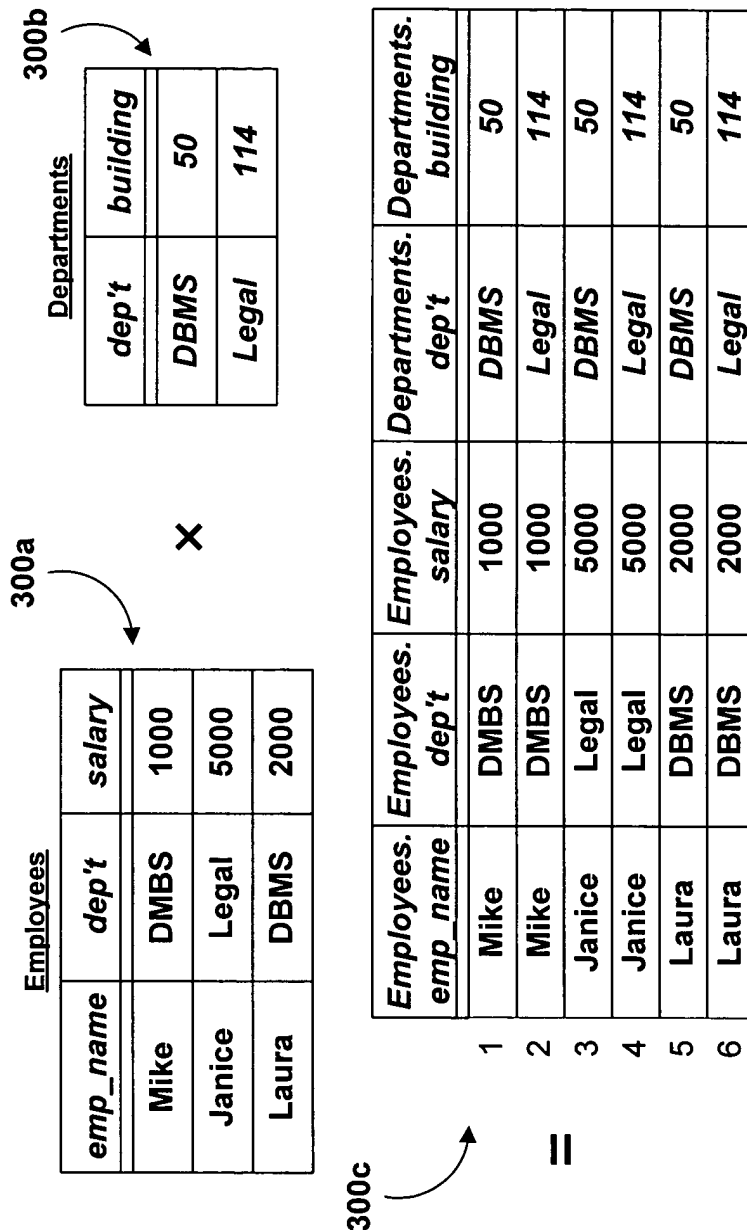 300a
300b
Employees
emp_name dep't salary
Mike DMBS 1000
Janice Legal 5000
Laura DBMS 2000
×
Departments
dep't building
DBMS 50
Legal 114
300c
=
Employees. Employees. Employees. Departments. Departments.
emp_name dep't salary dep't building
1 Mike DMBS 1000 DBMS 50
2 Mike DMBS 1000 Legal 114
3 Janice Legal 5000 DBMS 50
4 Janice Legal 5000 Legal 114
5 Laura DBMS 2000 DBMS 50
6 Laura DBMS 2000 Legal 114